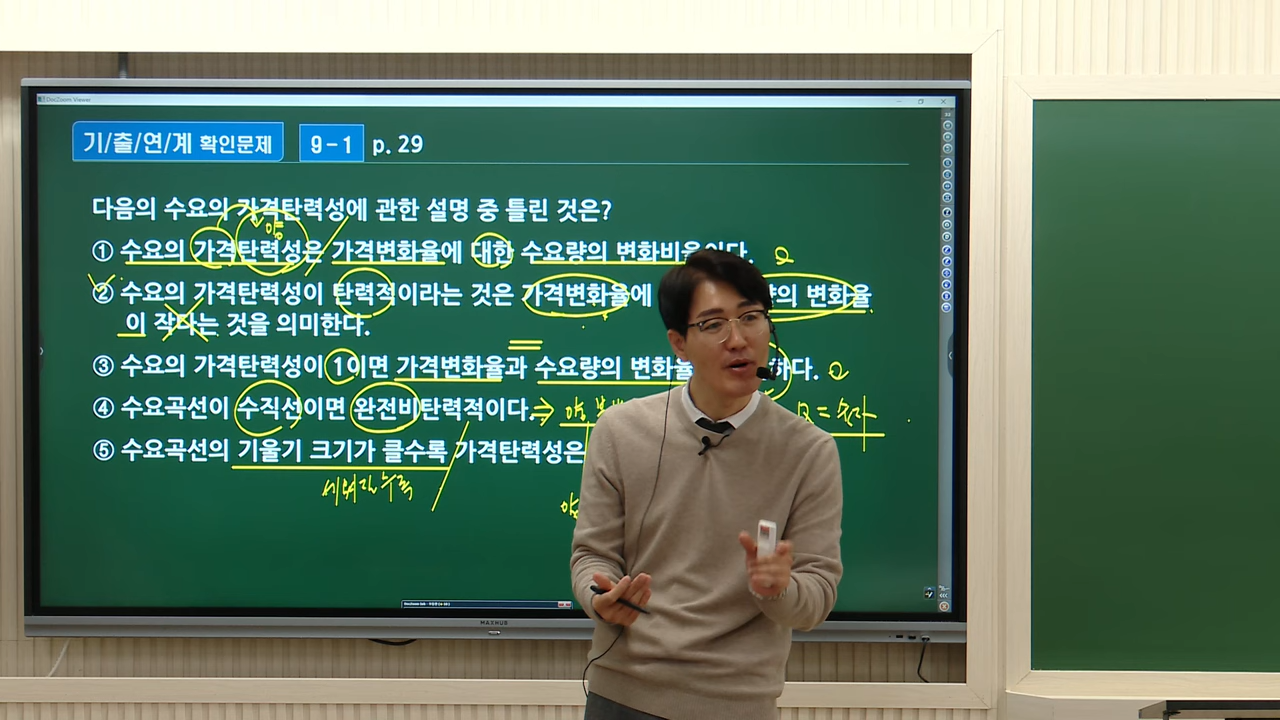 DocZoom Viewer
기/출/연/계 확인문제 9-1 p. 29
다음의 수요의 가격탄력성에 관한 설명 중 틀린 것은?
① 수요의 가격탄력성은 가격변화율에 대한 수요량의 변화비율이다.
② 수요의 가격탄력성이 탄력적이라는 것은 가격변화율에 의 변화율
이 작다는 것을 의미한다.
③ 수요의 가격탄력성이 1이면 가격변화율과 수요량의 변화 하다.
④ 수요곡선이 수직선이면 완전비탄력적이다.
⑤ 수요곡선의 기울기 크기가 클수록 가격탄력성은
MAXHUB